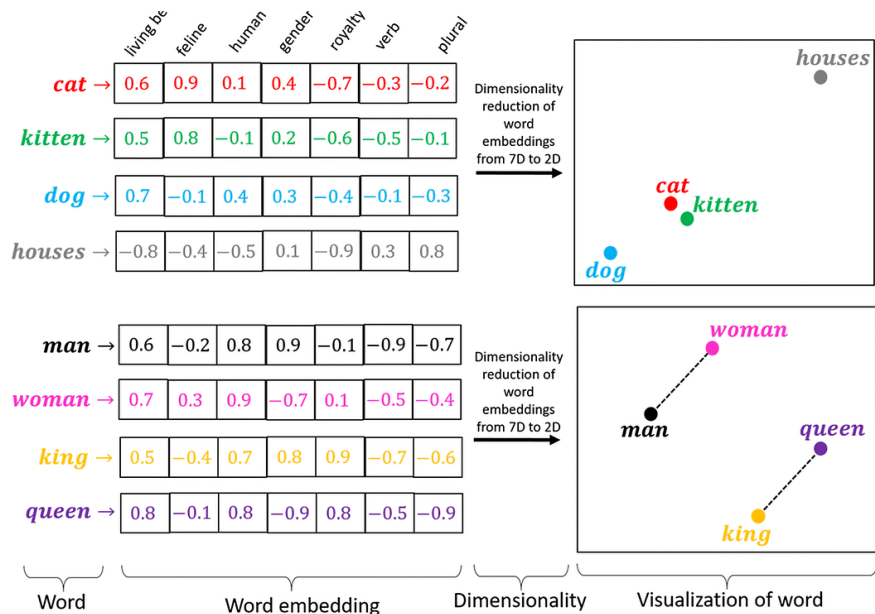 living be feline human gender royalty verb plural
cat → 0.6 0.9 0.1 0.4 −0.7 −0.3 −0.2
kitten → 0.5 0.8 −0.1 0.2 −0.6 −0.5 −0.1
dog → 0.7 −0.1 0.4 0.3 −0.4 −0.1 −0.3
houses → −0.8 −0.4 −0.5 0.1 −0.9 0.3 0.8
Dimensionality
reduction of
word
embeddings
from 7D to 2D
houses
cat
kitten
dog
man → 0.6 −0.2 0.8 0.9 −0.1 −0.9 −0.7
woman → 0.7 0.3 0.9 −0.7 0.1 −0.5 −0.4
king → 0.5 −0.4 0.7 0.8 0.9 −0.7 −0.6
queen → 0.8 −0.1 0.8 −0.9 0.8 −0.5 −0.9
Dimensionality
reduction of
word
embeddings
from 7D to 2D
woman
man
queen
king
Word
Word embedding
Dimensionality
Visualization of word